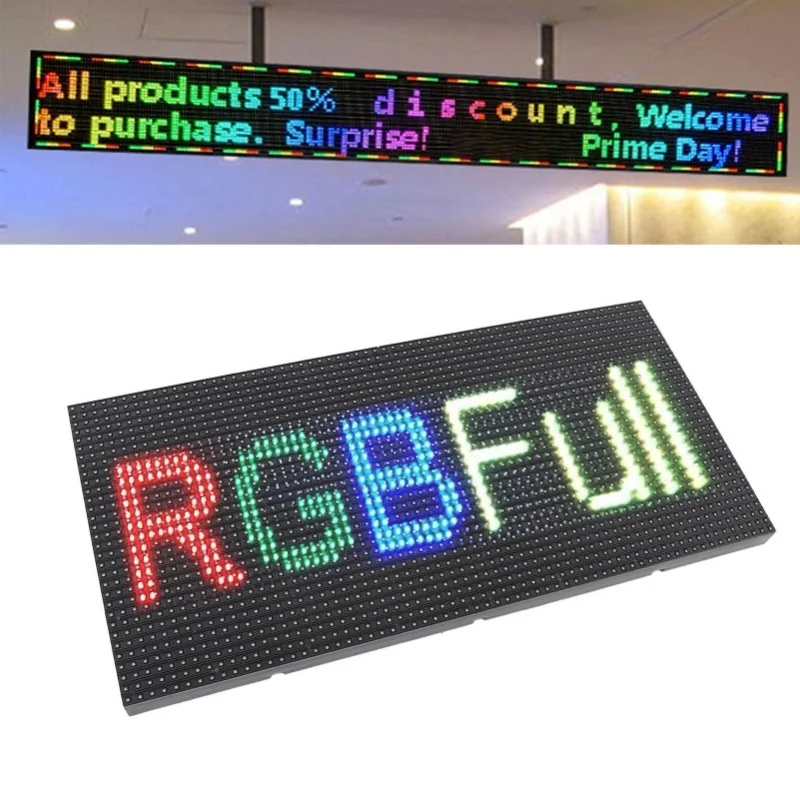 All products 50% discount, Welcome
to purchase. Surprise! Prime Day!
RGBFull